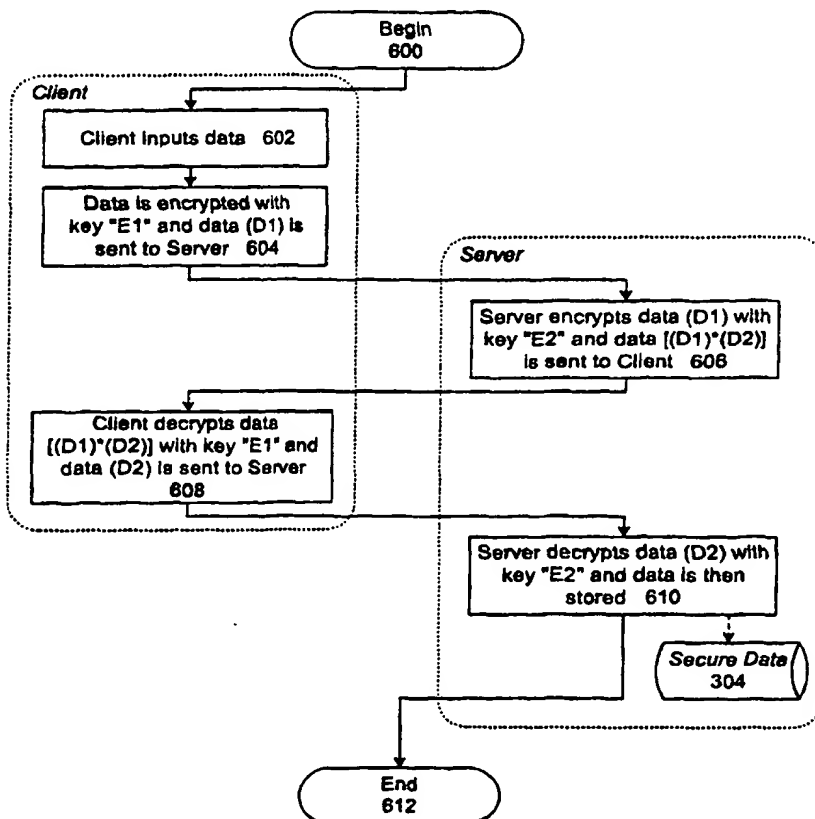 Begin
600
Client
Client inputs data 602
Data is encrypted with
key "E1" and data (D1) is
sent to Server 604
Server
Server encrypts data (D1) with
key "E2" and data [(D1)*(D2)]
is sent to Client 606
Client decrypts data
[(D1)*(D2)] with key "E1" and
data (D2) is sent to Server
608
Server decrypts data (D2) with
key "E2" and data is then
stored 610
Secure Data
304
End
612